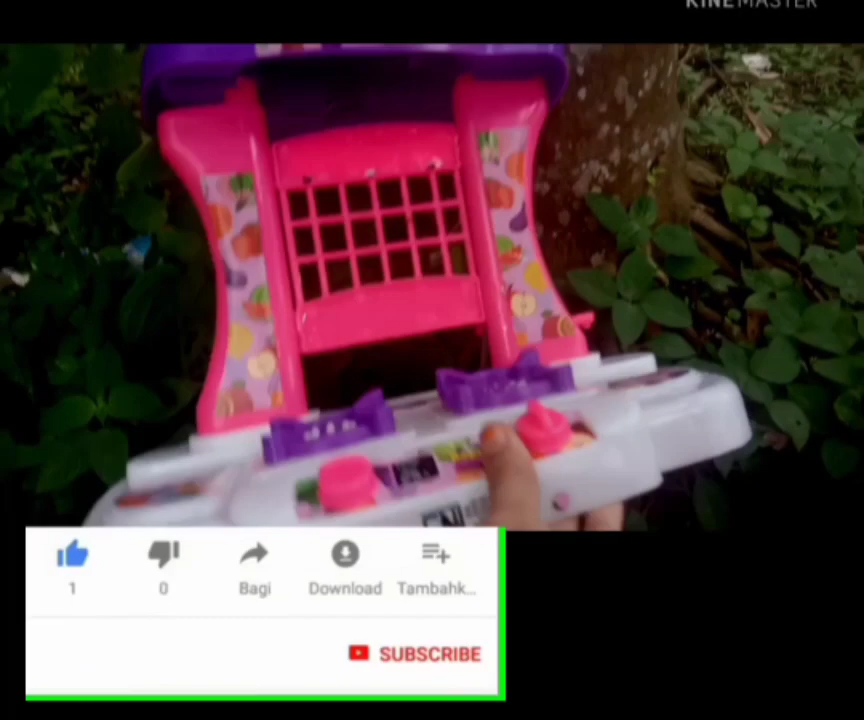 KINEMASTER
1
0
Bagi
Download
Tambahk...
SUBSCRIBE